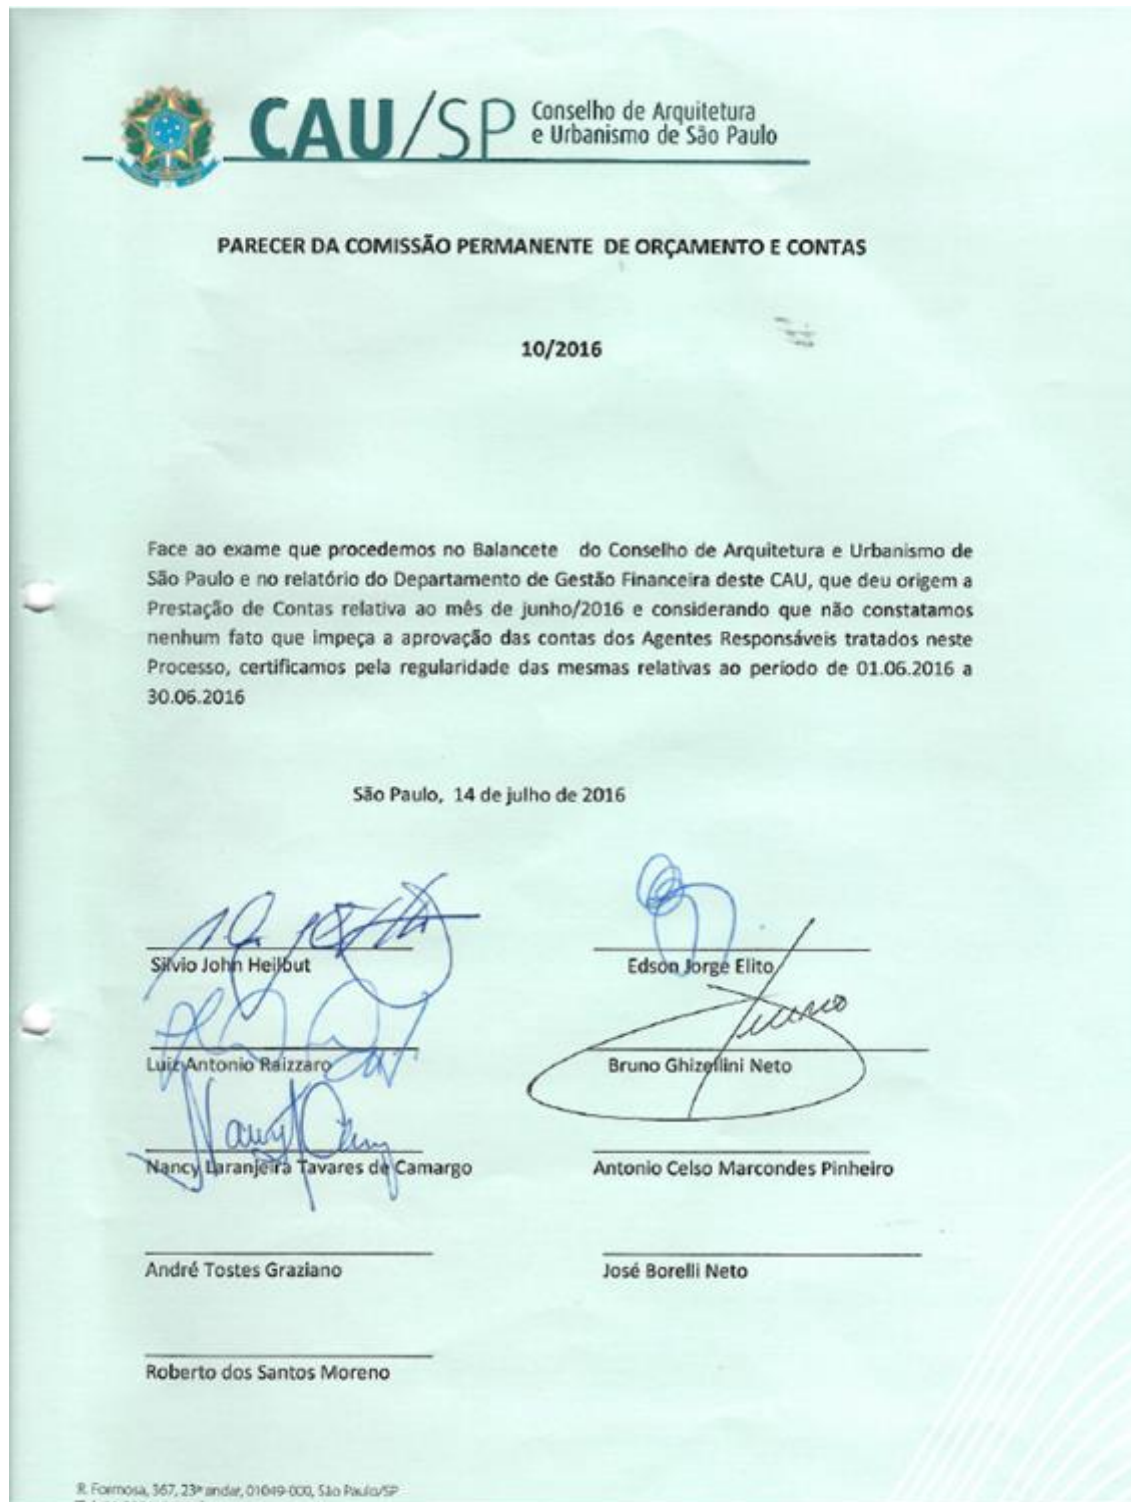 CAU/SP Conselho de Arquitetura
e Urbanismo de São Paulo
PARECER DA COMISSÃO PERMANENTE DE ORÇAMENTO E CONTAS
10/2016
Face ao exame que procedemos no Balancete do Conselho de Arquitetura e Urbanismo de
São Paulo e no relatório do Departamento de Gestão Financeira deste CAU, que deu origem a
Prestação de Contas relativa ao mês de junho/2016 e considerando que não constatamos
nenhum fato que impeça a aprovação das contas dos Agentes Responsáveis tratados neste
Processo, certificamos pela regularidade das mesmas relativas ao período de 01.06.2016 a
30.06.2016
São Paulo, 14 de julho de 2016
Silvio John Heilbut
Edson Jorge Elito
Bruno
Luiz Antonio Raizzaro
Bruno Ghizellini Neto
Nancy
Nancy Laranjeira Tavares de Camargo
Antonio Celso Marcondes Pinheiro
André Tostes Graziano
José Borelli Neto
Roberto dos Santos Moreno
R. Formosa, 367, 23º andar, 01049-000, São Paulo/SP